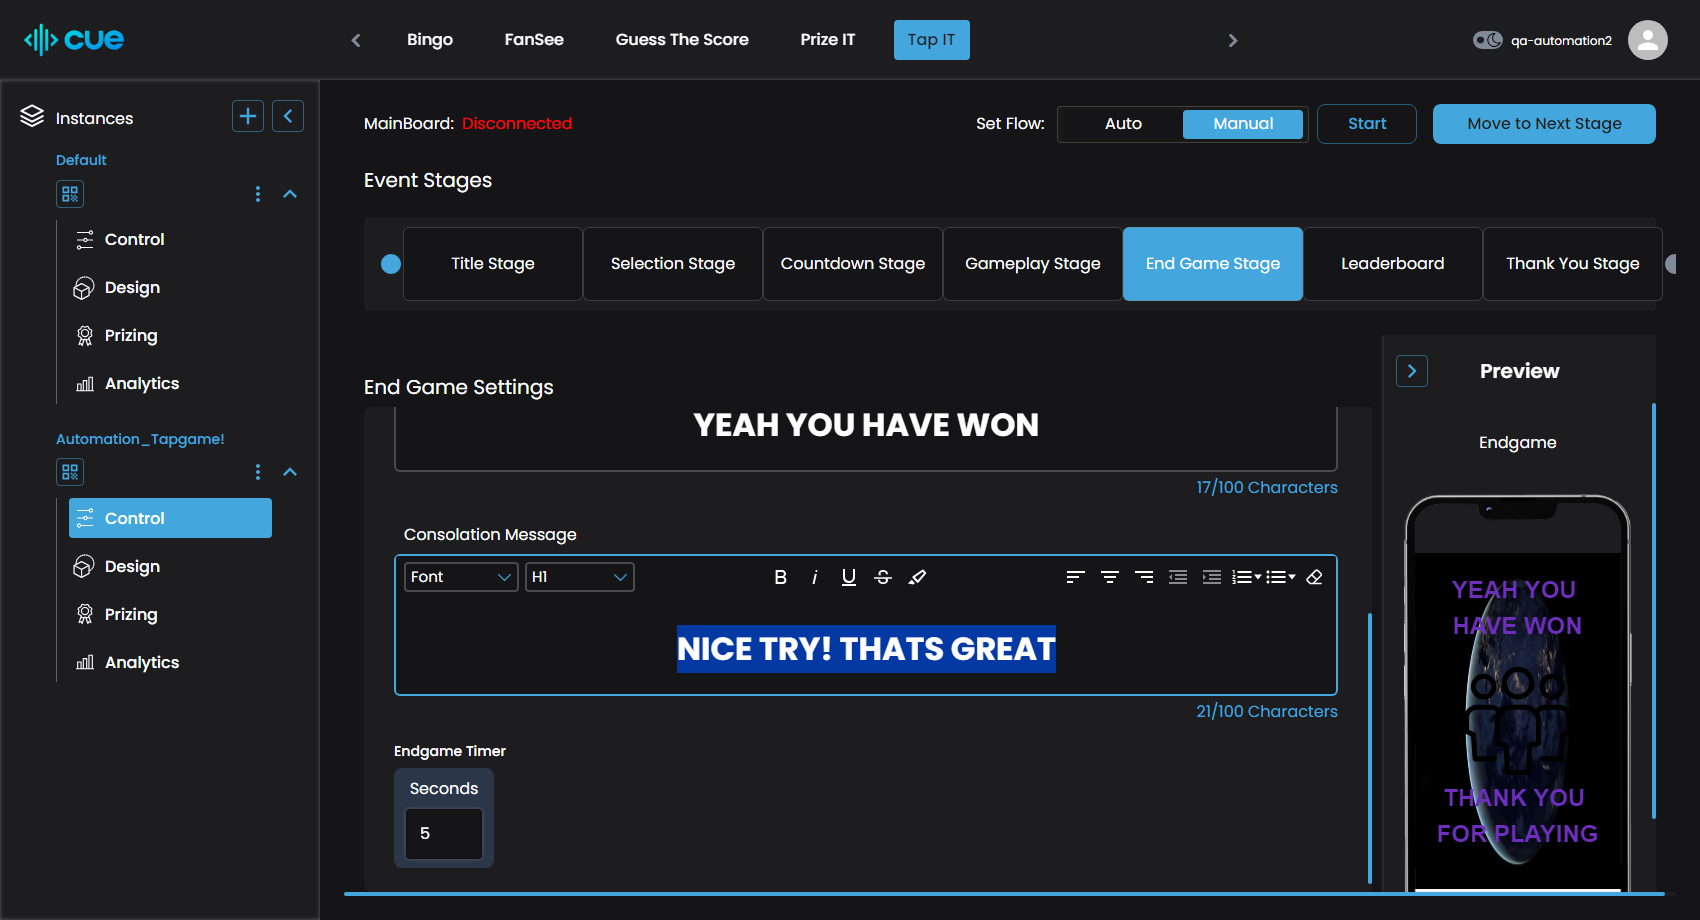 cue
Bingo
FanSee
Guess The Score
Prize IT
Tap IT
qa-automation2
Instances
Default
Control
Design
Prizing
Analytics
Automation_Tapgame!
Control
Design
Prizing
Analytics
MainBoard: Disconnected
Set Flow:
Auto
Manual
Start
Move to Next Stage
Event Stages
Title Stage
Selection Stage
Countdown Stage
Gameplay Stage
End Game Stage
Leaderboard
Thank You Stage
End Game Settings
YEAH YOU HAVE WON
17/100 Characters
Consolation Message
Font
H1
B
i
U
S
NICE TRY! THATS GREAT
21/100 Characters
Endgame Timer
Seconds
5
Preview
Endgame
YEAH YOU
HAVE WON
THANK YOU
FOR PLAYING